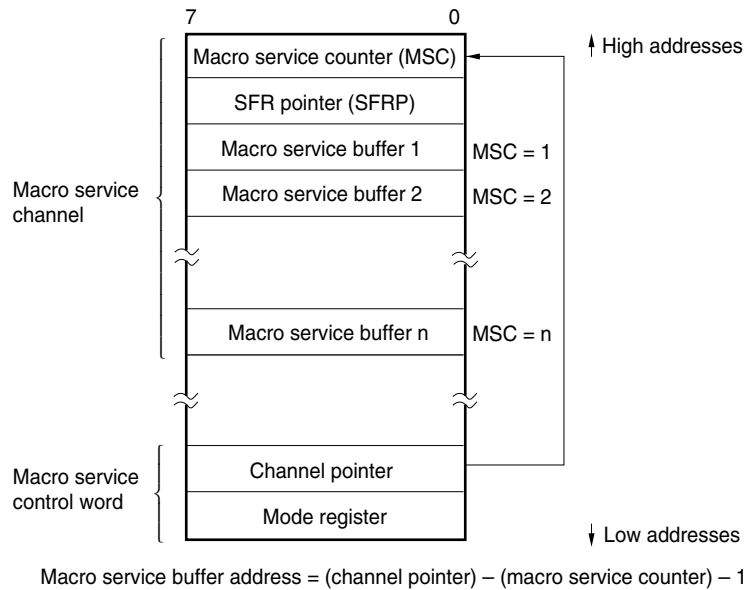 7 0
Macro service counter (MSC)
High addresses
SFR pointer (SFRP)
Macro service buffer 1 MSC = 1
Macro service buffer 2 MSC = 2
Macro service
channel
Macro service buffer n MSC = n
Channel pointer
Macro service
control word
Mode register
Low addresses
Macro service buffer address = (channel pointer) – (macro service counter) – 1